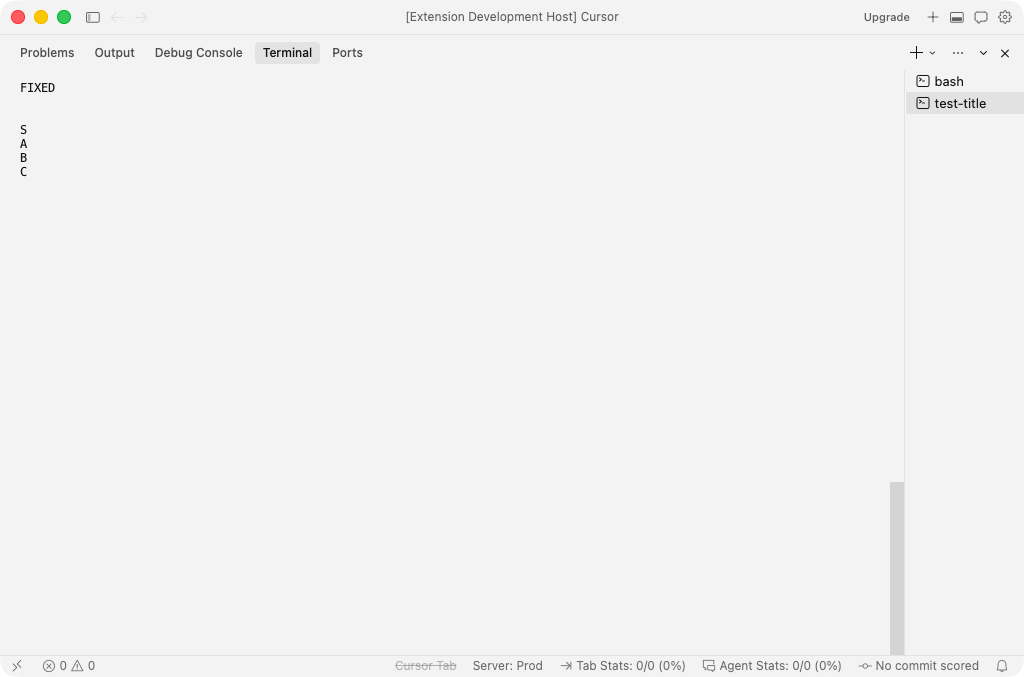 [Extension Development Host] Cursor
Upgrade
Problems Output Debug Console Terminal Ports
FIXED
S
A
B
C
bash
test-title
0 0 Cursor Tab Server: Prod Tab Stats: 0/0 (0%) Agent Stats: 0/0 (0%) No commit scored